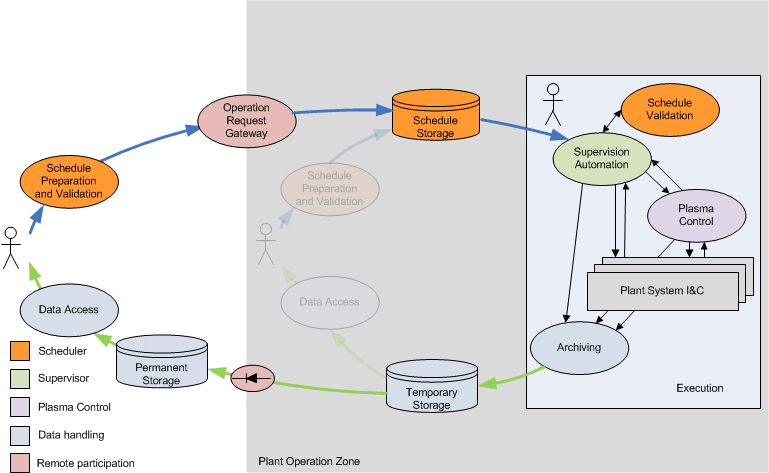 Operation
Request
Gateway
Schedule
Storage
Schedule
Validation
Supervision
Automation
Schedule
Preparation
and Validation
Schedule
Preparation
and Validation
Plasma
Control
Data Access
Data Access
Plant System I&C
Archiving
Permanent
Storage
Temporary
Storage
Execution
Scheduler
Supervisor
Plasma Control
Data handling
Remote participation
Plant Operation Zone